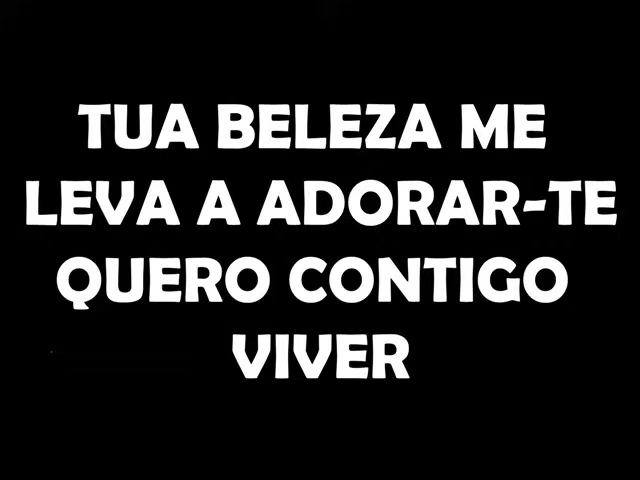 TUA BELEZA ME
LEVA A ADORAR-TE
QUERO CONTIGO
VIVER